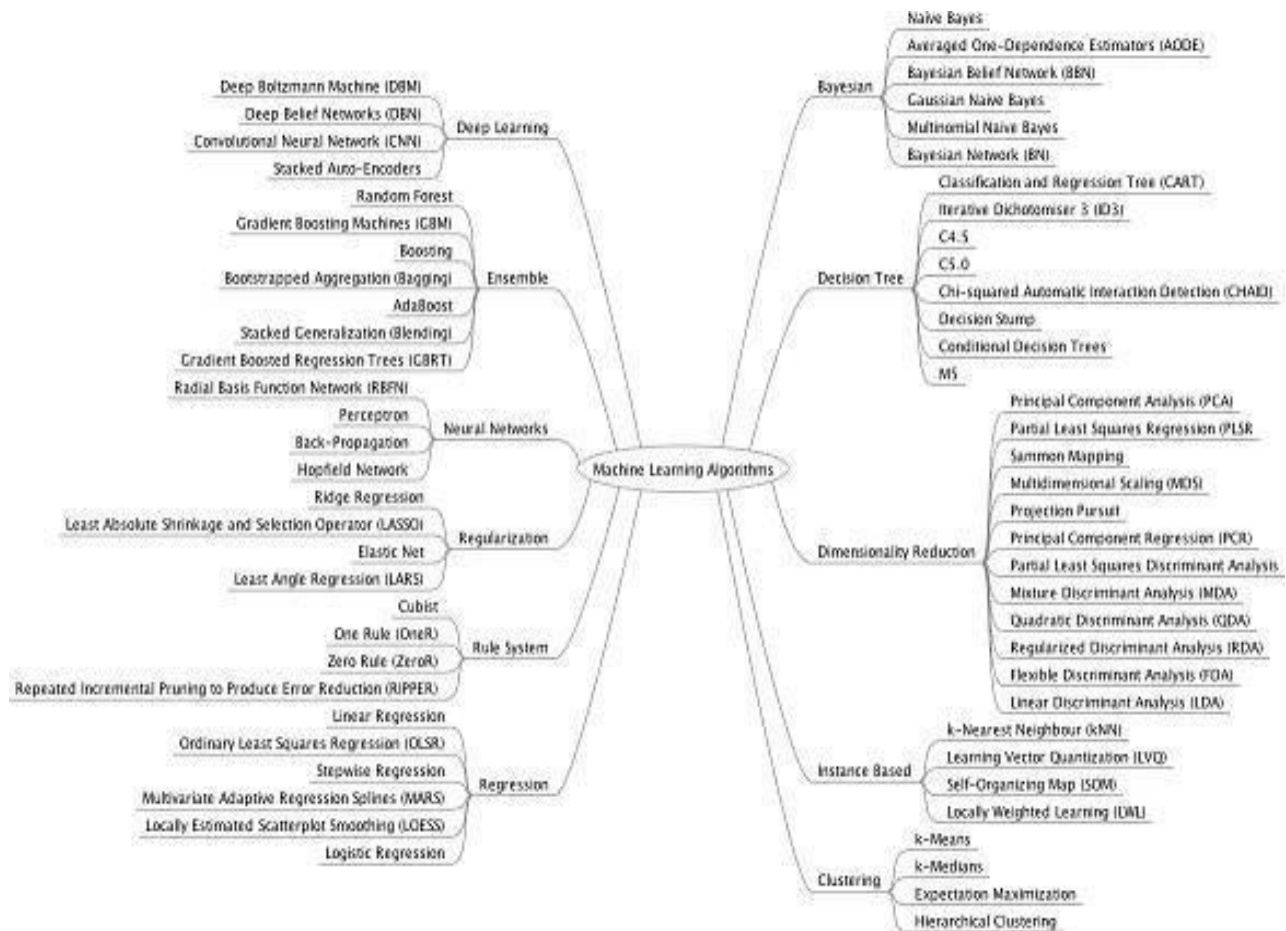 Machine Learning Algorithms
Deep Learning
Deep Boltzmann Machine (DBM)
Deep Belief Networks (DBN)
Convolutional Neural Network (CNN)
Stacked Auto-Encoders
Ensemble
Random Forest
Gradient Boosting Machines (GBM)
Boosting
Bootstrapped Aggregation (Bagging)
AdaBoost
Stacked Generalization (Blending)
Gradient Boosted Regression Trees (GBRT)
Neural Networks
Radial Basis Function Network (RBFN)
Perceptron
Back-Propagation
Hopfield Network
Regularization
Ridge Regression
Least Absolute Shrinkage and Selection Operator (LASSO)
Elastic Net
Least Angle Regression (LARS)
Rule System
Cubist
One Rule (OneR)
Zero Rule (ZeroR)
Repeated Incremental Pruning to Produce Error Reduction (RIPPER)
Regression
Linear Regression
Ordinary Least Squares Regression (OLSR)
Stepwise Regression
Multivariate Adaptive Regression Splines (MARS)
Locally Estimated Scatterplot Smoothing (LOESS)
Logistic Regression
Bayesian
Naive Bayes
Averaged One-Dependence Estimators (AODE)
Bayesian Belief Network (BBN)
Gaussian Naive Bayes
Multinomial Naive Bayes
Bayesian Network (BN)
Decision Tree
Classification and Regression Tree (CART)
Iterative Dichotomiser 3 (ID3)
C4.5
C5.0
Chi-squared Automatic Interaction Detection (CHAID)
Decision Stump
Conditional Decision Trees
M5
Dimensionality Reduction
Principal Component Analysis (PCA)
Partial Least Squares Regression (PLSR
Sammon Mapping
Multidimensional Scaling (MDS)
Projection Pursuit
Principal Component Regression (PCR)
Partial Least Squares Discriminant Analysis
Mixture Discriminant Analysis (MDA)
Quadratic Discriminant Analysis (QDA)
Regularized Discriminant Analysis (RDA)
Flexible Discriminant Analysis (FDA)
Linear Discriminant Analysis (LDA)
Instance Based
k-Nearest Neighbour (kNN)
Learning Vector Quantization (LVQ)
Self-Organizing Map (SOM)
Locally Weighted Learning (LWL)
Clustering
k-Means
k-Medians
Expectation Maximization
Hierarchical Clustering